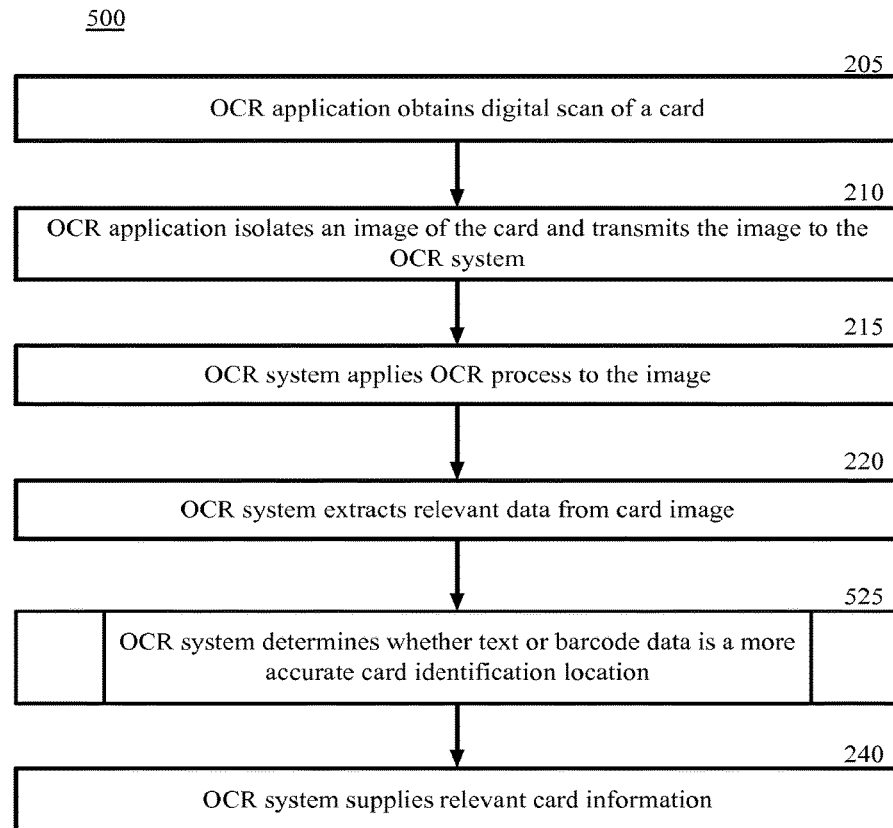 500
205
OCR application obtains digital scan of a card
210
OCR application isolates an image of the card and transmits the image to the
OCR system
215
OCR system applies OCR process to the image
220
OCR system extracts relevant data from card image
525
OCR system determines whether text or barcode data is a more
accurate card identification location
240
OCR system supplies relevant card information